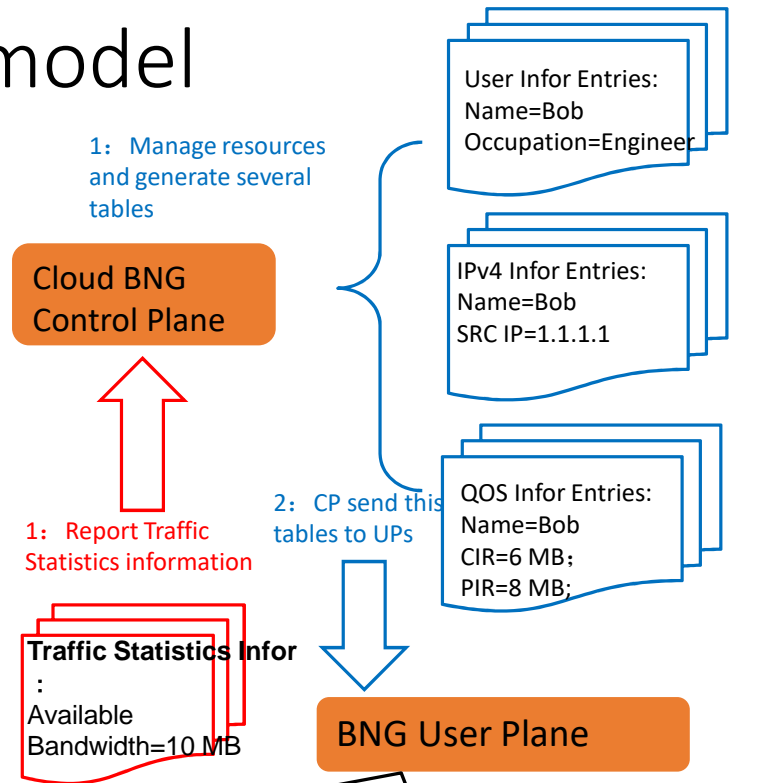 model
1： Manage resources
and generate several
tables
Cloud BNG
Control Plane
User Infor Entries:
Name=Bob
Occupation=Engineer
IPv4 Infor Entries:
Name=Bob
SRC IP=1.1.1.1
QOS Infor Entries:
Name=Bob
CIR=6 MB；
PIR=8 MB;
2： CP send this
tables to UPs
1： Report Traffic
Statistics information
Traffic Statistics Infor
：
Available
Bandwidth=10 MB
BNG User Plane